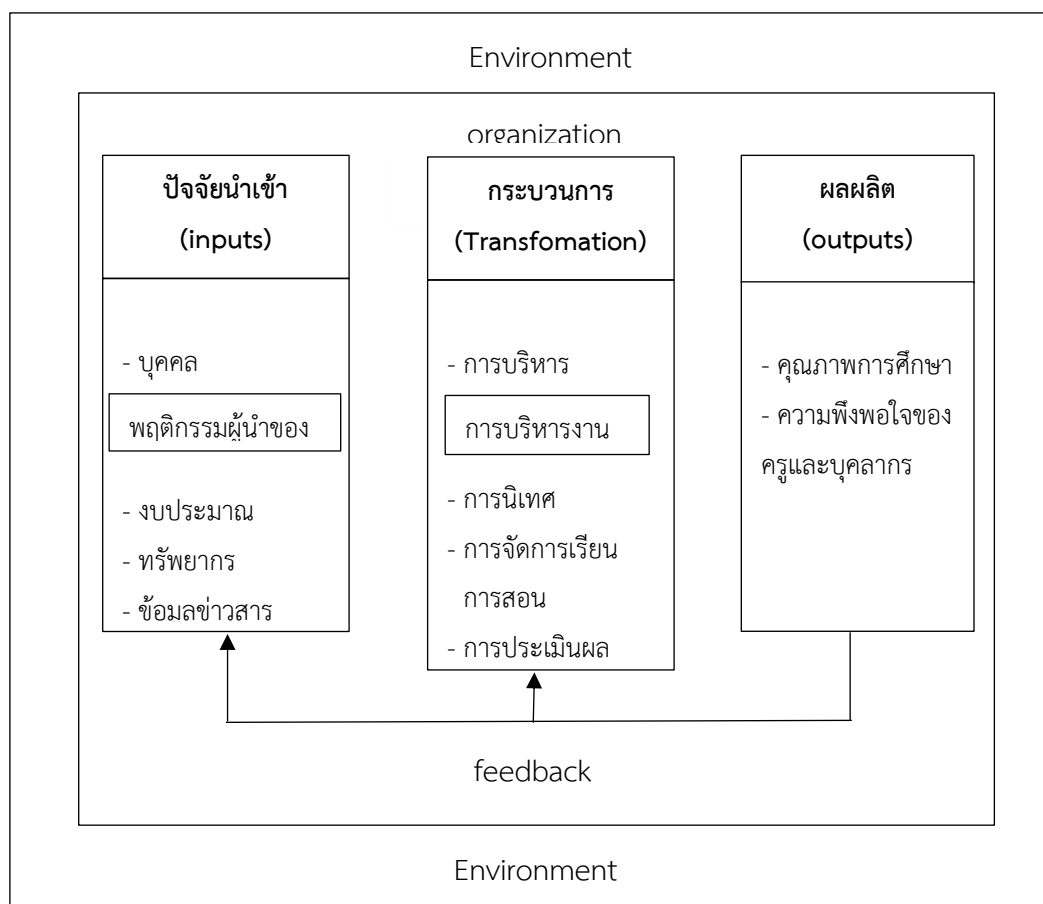 Environment
organization
ปัจจัยนำเข้า
(inputs)
- บุคคล
พฤติกรรมผู้นำของ
- งบประมาณ
- ทรัพยากร
- ข้อมูลข่าวสาร
กระบวนการ
(Transfomation)
- การบริหาร
การบริหารงาน
- การนิเทศ
- การจัดการเรียน
การสอน
- การประเมินผล
ผลผลิต
(outputs)
- คุณภาพการศึกษา
- ความพึงพอใจของ
ครูและบุคลากร
feedback
Environment